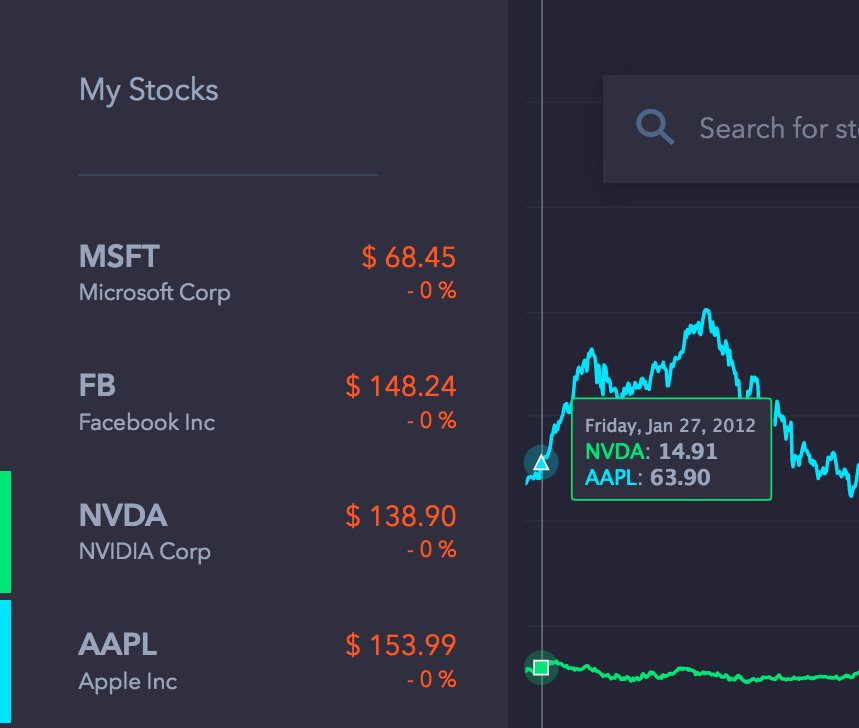 My Stocks
Search for
MSFT $ 68.45
Microsoft Corp - 0 %
FB $ 148.24
Facebook Inc - 0 %
NVDA $ 138.90
NVIDIA Corp - 0 %
AAPL $ 153.99
Apple Inc - 0 %
Friday, Jan 27, 2012
NVDA: 14.91
AAPL: 63.90